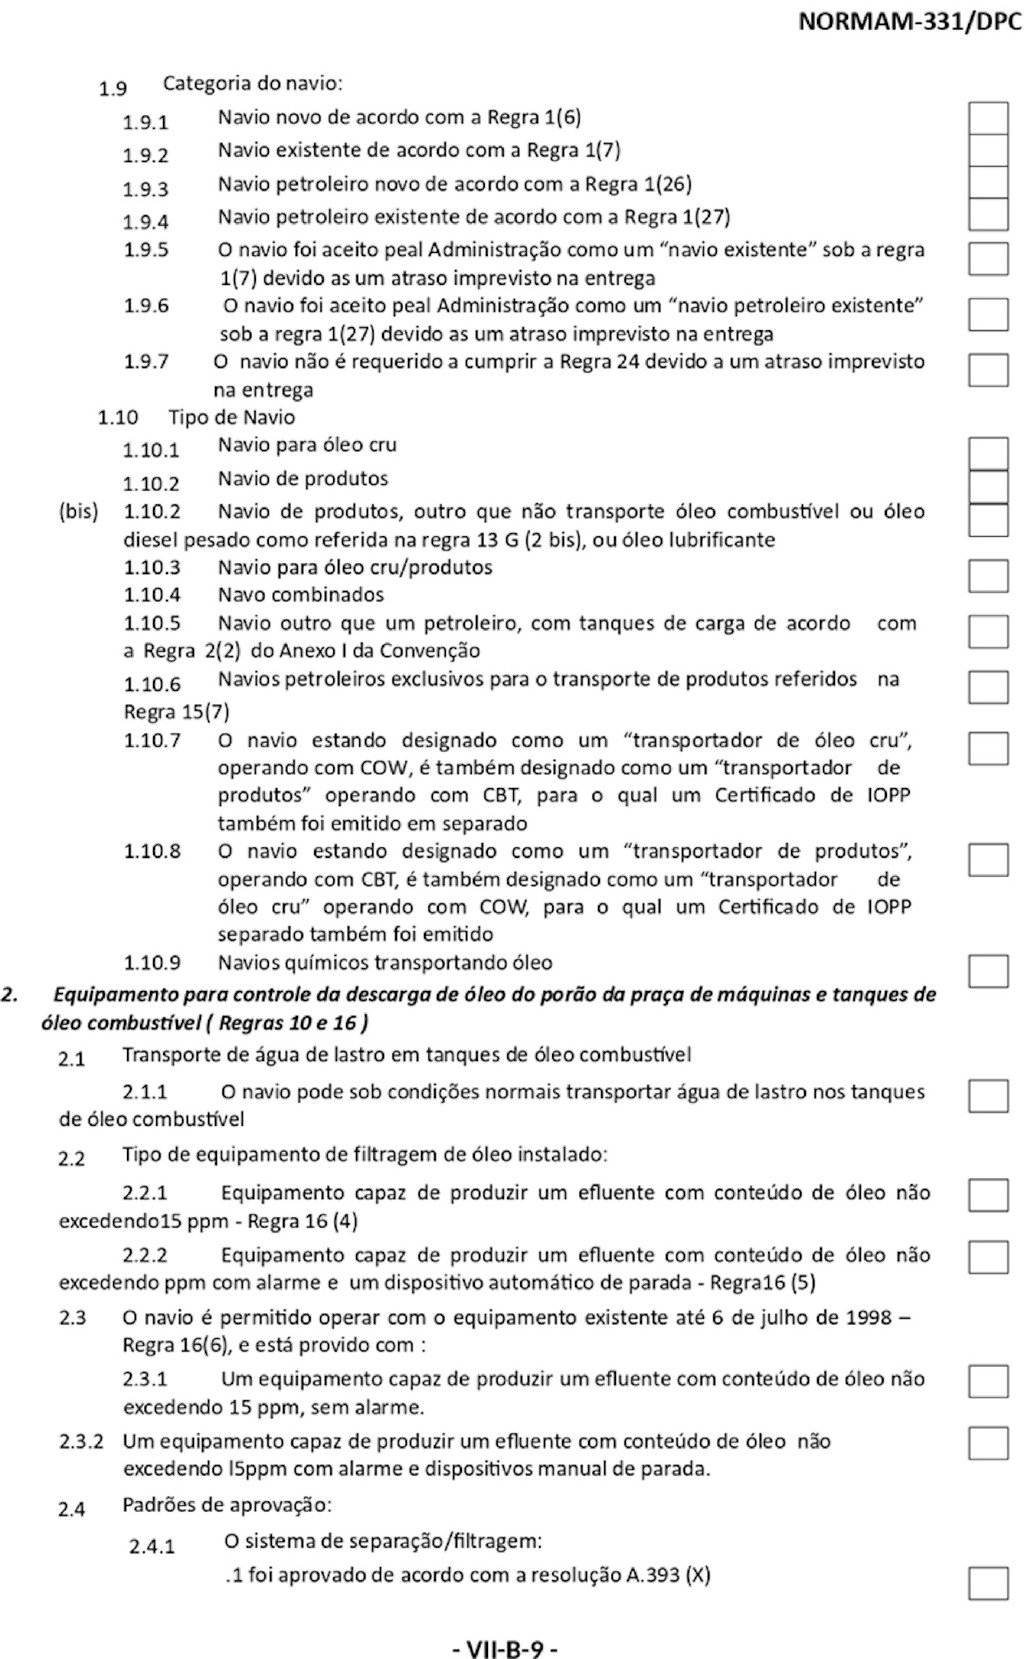 NORMAM-331/DPC
1.9 Categoria do navio:
1.9.1 Navio novo de acordo com a Regra 1(6)
1.9.2 Navio existente de acordo com a Regra 1(7)
1.9.3 Navio petroleiro novo de acordo com a Regra 1(26)
1.9.4 Navio petroleiro existente de acordo com a Regra 1(27)
1.9.5 O navio foi aceito peal Administração como um “navio existente” sob a regra
1(7) devido as um atraso imprevisto na entrega
1.9.6 O navio foi aceito peal Administração como um “navio petroleiro existente”
sob a regra 1(27) devido as um atraso imprevisto na entrega
1.9.7 O navio não é requerido a cumprir a Regra 24 devido a um atraso imprevisto
na entrega
1.10 Tipo de Navio
1.10.1 Navio para óleo cru
1.10.2 Navio de produtos
(bis) 1.10.2 Navio de produtos, outro que não transporte óleo combustível ou óleo
diesel pesado como referida na regra 13 G (2 bis), ou óleo lubrificante
1.10.3 Navio para óleo cru/produtos
1.10.4 Navo combinados
1.10.5 Navio outro que um petroleiro, com tanques de carga de acordo com
a Regra 2(2) do Anexo I da Convenção
1.10.6 Navios petroleiros exclusivos para o transporte de produtos referidos na
Regra 15(7)
1.10.7 O navio estando designado como um “transportador de óleo cru”,
operando com COW, é também designado como um “transportador de
produtos” operando com CBT, para o qual um Certificado de IOPP
também foi emitido em separado
1.10.8 O navio estando designado como um “transportador de produtos”,
operando com CBT, é também designado como um “transportador de
óleo cru” operando com COW, para o qual um Certificado de IOPP
separado também foi emitido
1.10.9 Navios químicos transportando óleo
2. Equipamento para controle da descarga de óleo do porão da praça de máquinas e tanques de
óleo combustível ( Regras 10 e 16 )
2.1 Transporte de água de lastro em tanques de óleo combustível
2.1.1 O navio pode sob condições normais transportar água de lastro nos tanques
de óleo combustível
2.2 Tipo de equipamento de filtragem de óleo instalado:
2.2.1 Equipamento capaz de produzir um efluente com conteúdo de óleo não
excedendo15 ppm - Regra 16 (4)
2.2.2 Equipamento capaz de produzir um efluente com conteúdo de óleo não
excedendo ppm com alarme e um dispositivo automático de parada - Regra16 (5)
2.3 O navio é permitido operar com o equipamento existente até 6 de julho de 1998 –
Regra 16(6), e está provido com :
2.3.1 Um equipamento capaz de produzir um efluente com conteúdo de óleo não
excedendo 15 ppm, sem alarme.
2.3.2 Um equipamento capaz de produzir um efluente com conteúdo de óleo não
excedendo l5ppm com alarme e dispositivos manual de parada.
2.4 Padrões de aprovação:
2.4.1 O sistema de separação/filtragem:
.1 foi aprovado de acordo com a resolução A.393 (X)
- VII-B-9 -